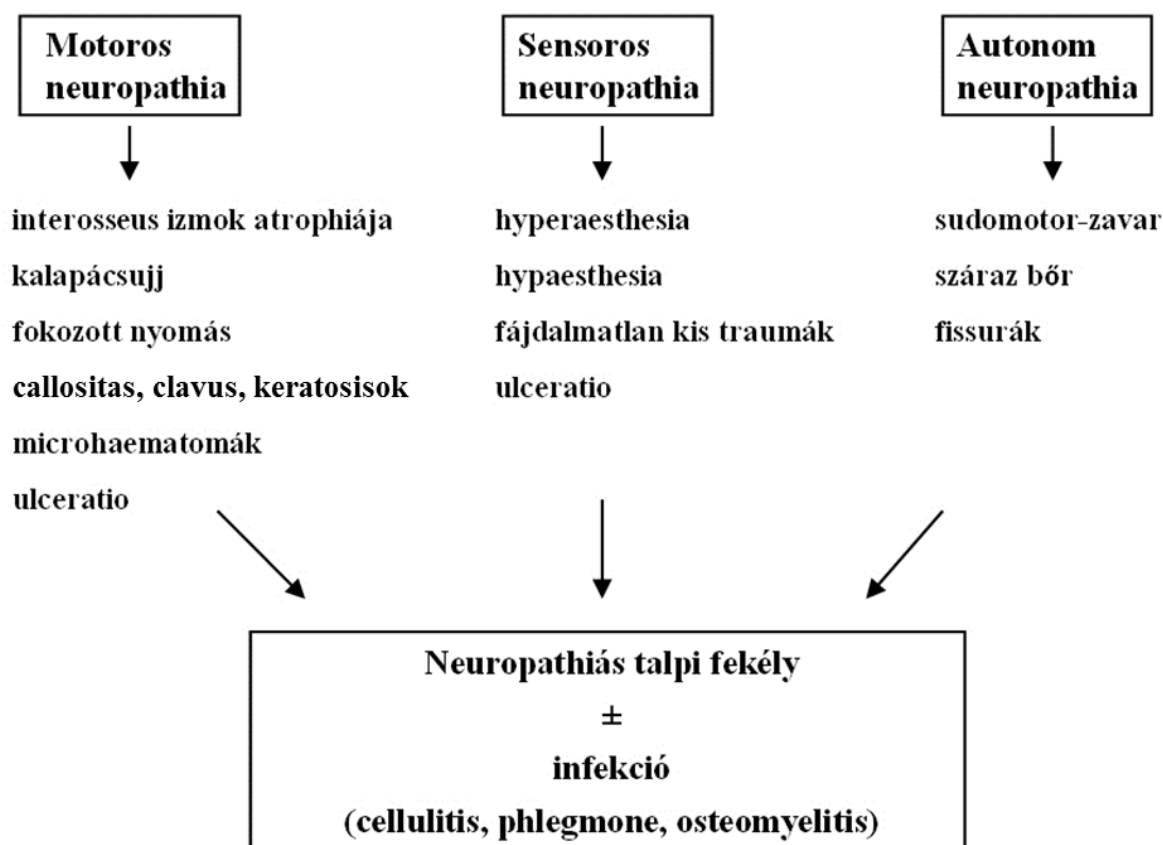 Motoros
neuropathia
Sensoros
neuropathia
Autonom
neuropathia
interosseus izmok atrophiája
kalapácsujj
fokozott nyomás
callositas, clavus, keratosisok
microhaematomák
ulceratio
hyperaesthesia
hypaesthesia
fájdalmatlan kis traumák
ulceratio
sudomotor-zavar
száraz bőr
fissurák
Neuropathiás talpi fekély
±
infekció
(cellulitis, phlegmone, osteomyelitis)